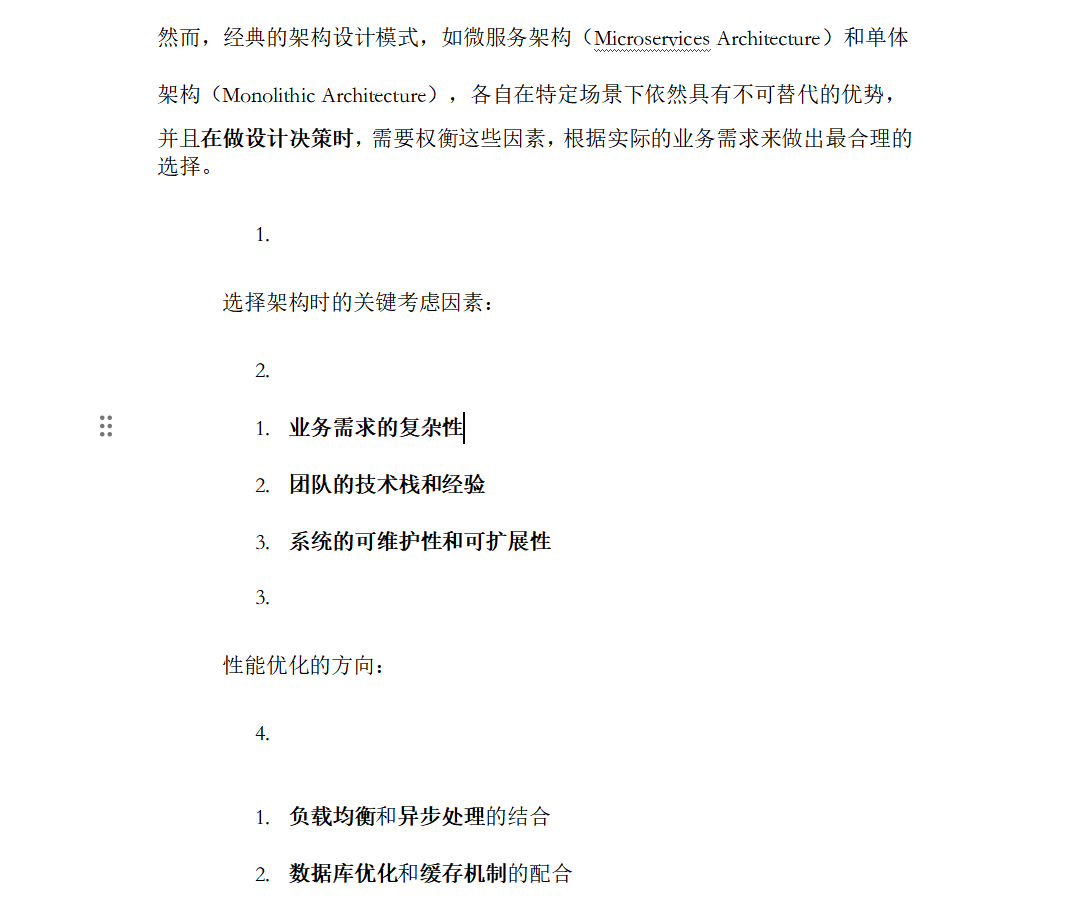 然而，经典的架构设计模式，如微服务架构（Microservices Architecture）和单体
架构（Monolithic Architecture），各自在特定场景下依然具有不可替代的优势，
并且在做设计决策时，需要权衡这些因素，根据实际的业务需求来做出最合理的
选择。
1.
选择架构时的关键考虑因素：
2.
1. 业务需求的复杂性
2. 团队的技术栈和经验
3. 系统的可维护性和可扩展性
3.
性能优化的方向：
4.
1. 负载均衡和异步处理的结合
2. 数据库优化和缓存机制的配合